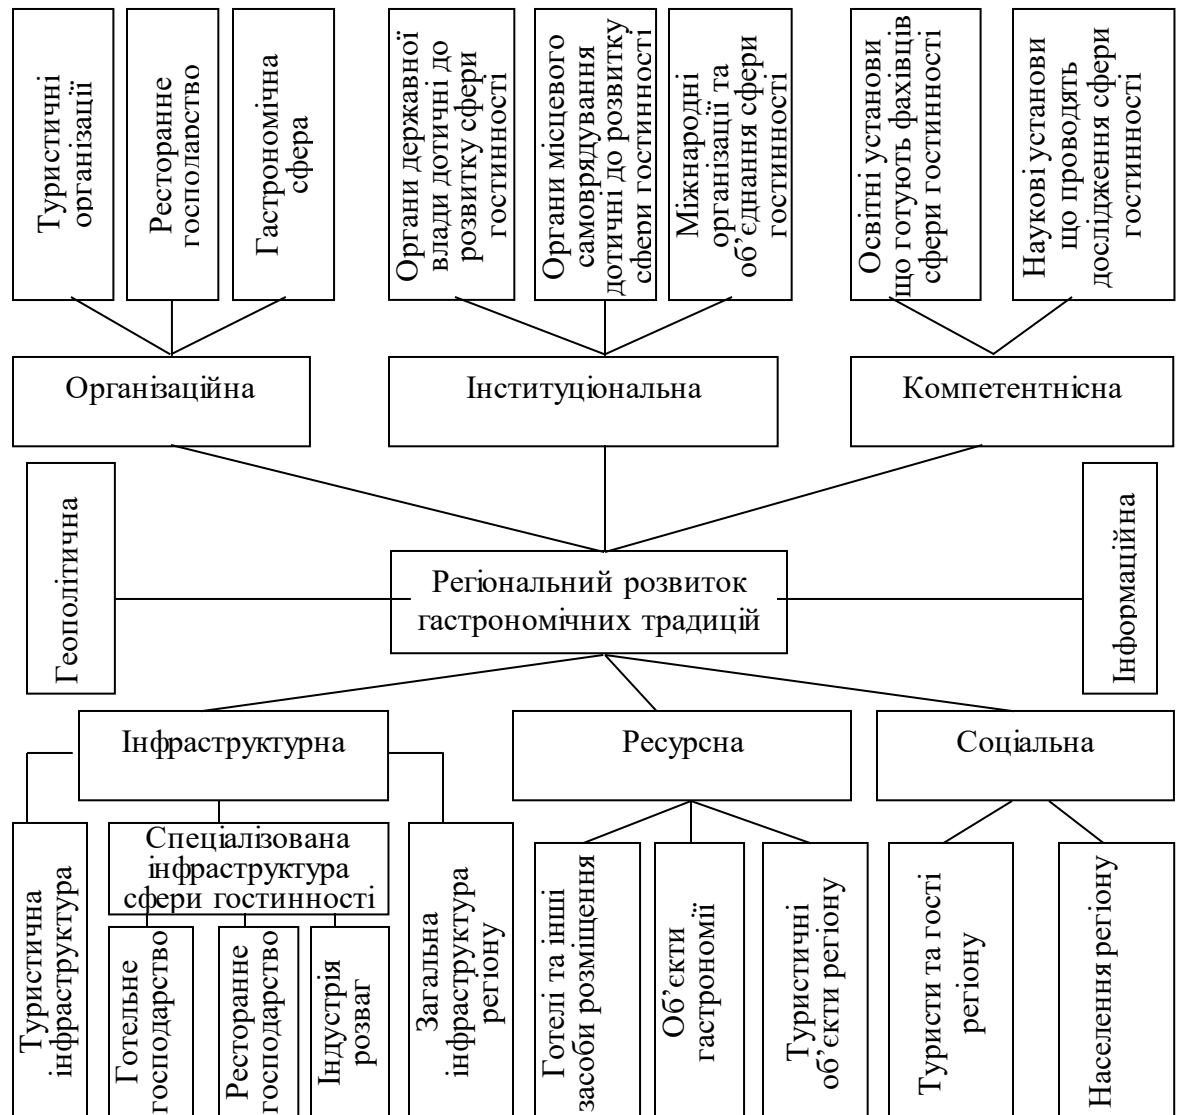 Туристичні
організації
Ресторанне
господарство
Гастрономічна
сфера
Органи державної
влади дотичні до
розвитку сфери
гостинності
Органи місцевого
самоврядування
дотичні до розвитку
сфери гостинності
Міжнародні
організації та
об’єднання сфери
гостинності
Освітні установи
що готують фахівців
сфери гостинності
Наукові установи
що проводять
дослідження сфери
гостинності
Організаційна
Інституціональна
Компетентнісна
Геополітична
Регіональний розвиток
гастрономічних традицій
Інформаційна
Інфраструктурна
Ресурсна
Соціальна
Туристична
інфраструктура
Спеціалізована
інфраструктура
сфери гостинності
Готельне
господарство
Ресторанне
господарство
Індустрія
розваг
Загальна
інфраструктура
регіону
Готелі та інші
засоби розміщення
Об’єкти
гастрономії
Туристичні
об’єкти регіону
Туристи та гості
регіону
Населення регіону